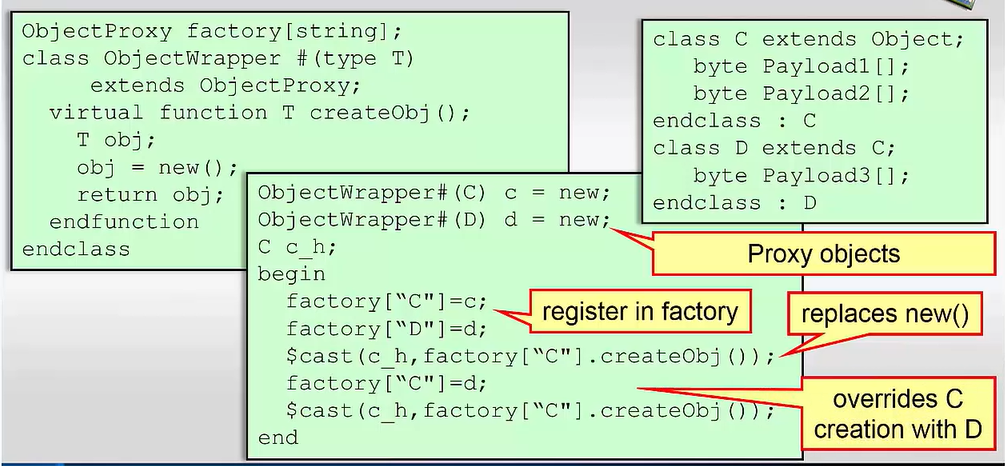 ObjectProxy factory[string];
class ObjectWrapper #(type T)
extends ObjectProxy;
virtual function T createObj();
T obj;
obj = new();
return obj;
endfunction
endclass
class C extends Object;
byte Payload1[];
byte Payload2[];
endclass : C
class D extends C;
byte Payload3[];
endclass : D
ObjectWrapper#(C) c = new;
ObjectWrapper#(D) d = new;
C c_h;
begin
factory[“C"]=c;
factory[“D"]=d;
$cast(c_h,factory[“C"].createObj());
factory[“C"]=d;
$cast(c_h,factory[“C"].createObj());
end
Proxy objects
register in factory
replaces new()
overrides C
creation with D